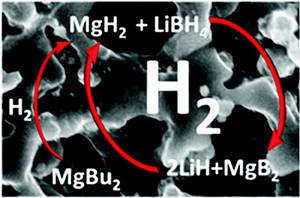 MgH₂ + LiBH₄
H₂
H₂
2LiH+MgB₂
MgBu₂